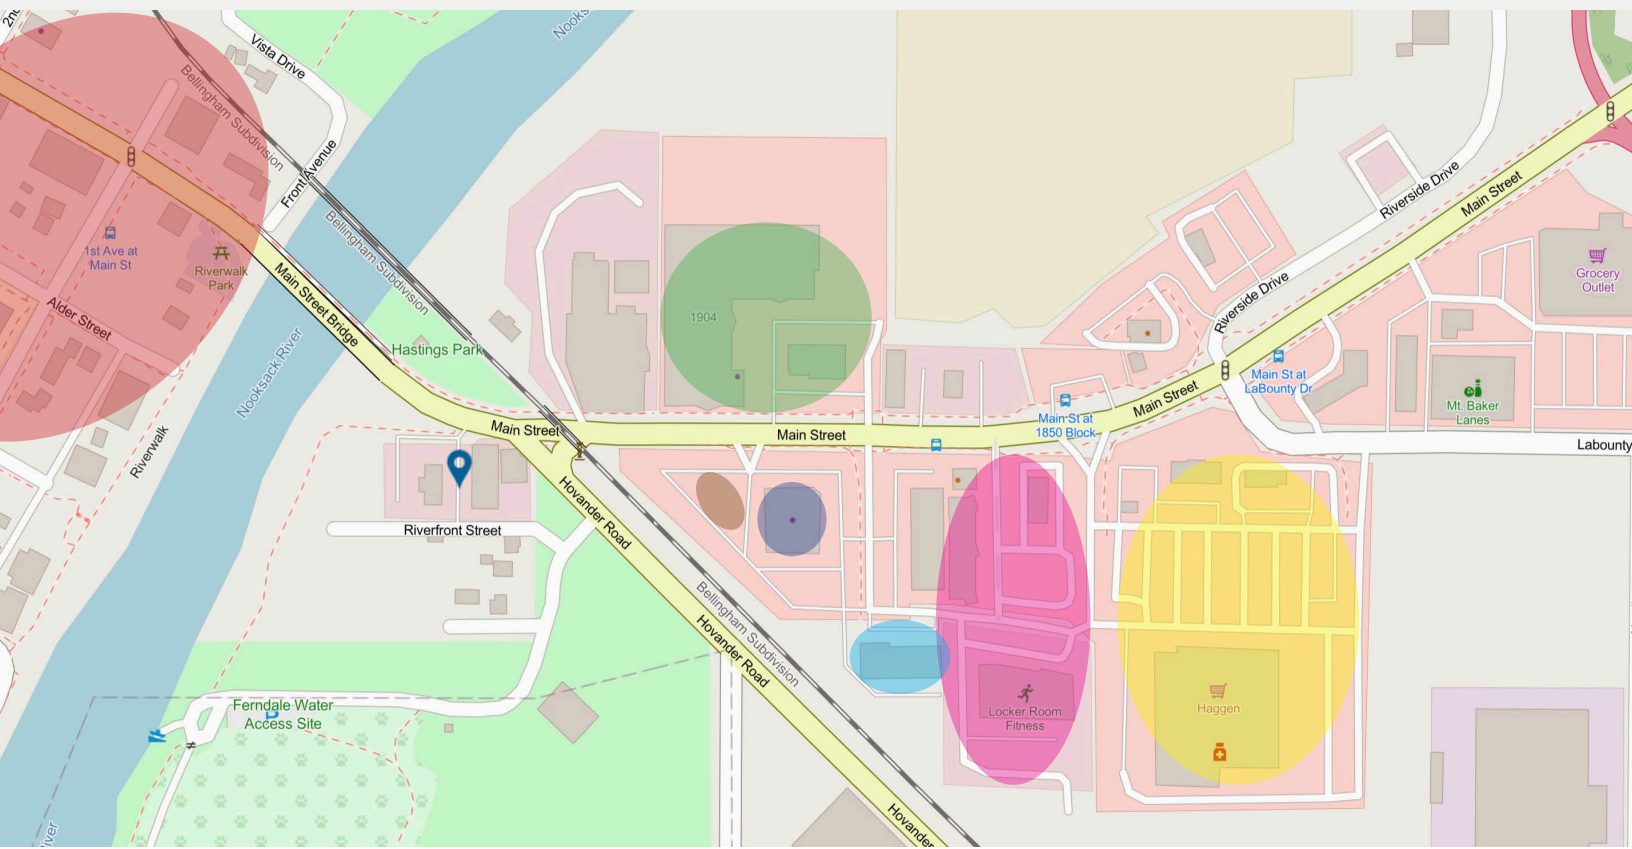 2n
Vista Drive
Nooks
Bellingham Subdivision
Front Avenue
1st Ave at
Main St
Riverwalk
Park
Bellingham Subdivision
Alder Street
Main Street Bridge
Nooksack River
Hastings Park
1904
Riverside Drive
Main Street
Riverside Drive
Grocery
Outlet
Main St at
LaBounty Dr
Main Street
Mt. Baker
Lanes
Main St at
1850 Block
Main Street
Main Street
Labounty
Riverwalk
Hovander Road
Riverfront Street
Bellingham Subdivision
Hovander Road
Ferndale Water
Access Site
Locker Room
Fitness
Haggen
Hovander
iver